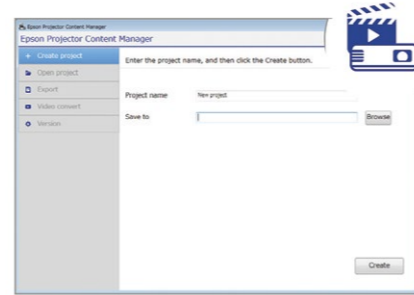 Epson Projector Content Manager
Epson Projector Content Manager
+ Create project
Open project
Export
Video convert
Version
Enter the project name, and then click the Create button.
Project name
New project
Save to
Browse
Create